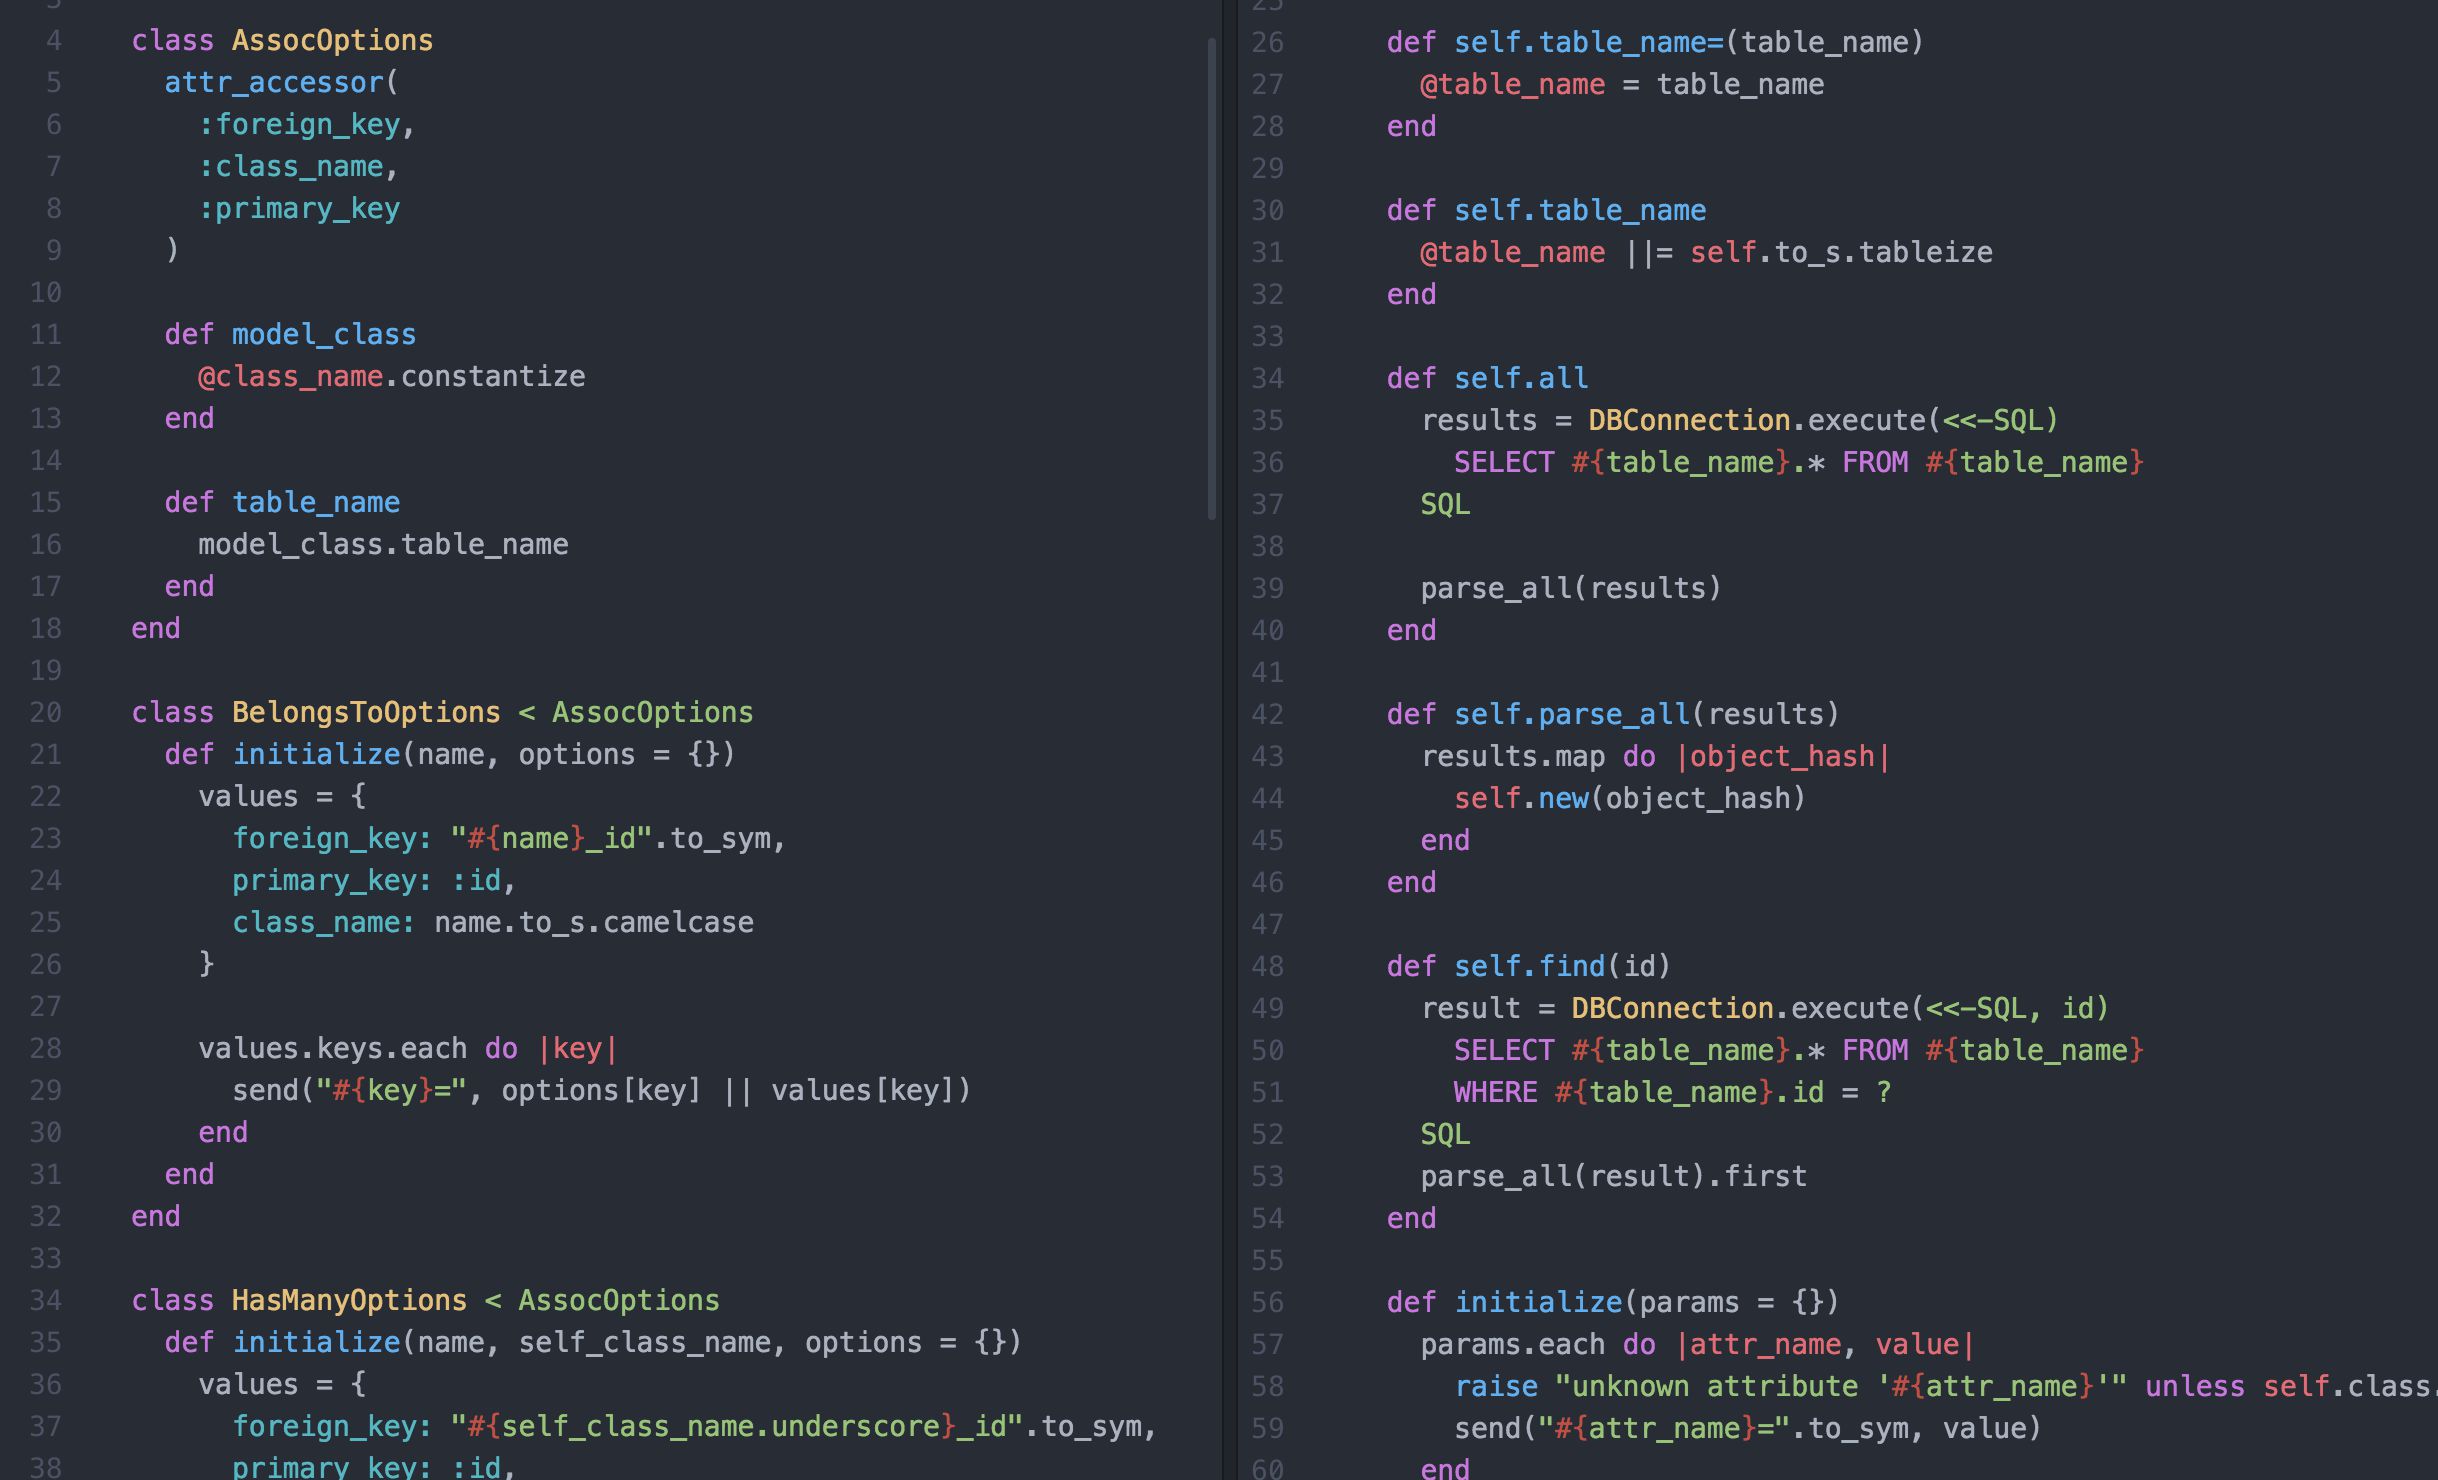 4 class AssocOptions
5 attr_accessor(
6 :foreign_key,
7 :class_name,
8 :primary_key
9 )
10
11 def model_class
12 @class_name.constantize
13 end
14
15 def table_name
16 model_class.table_name
17 end
18 end
19
20 class BelongsToOptions < AssocOptions
21 def initialize(name, options = {})
22 values = {
23 foreign_key: "#{name}_id".to_sym,
24 primary_key: :id,
25 class_name: name.to_s.camelcase
26 }
27
28 values.keys.each do |key|
29 send("#{key}=", options[key] || values[key])
30 end
31 end
32 end
33
34 class HasManyOptions < AssocOptions
35 def initialize(name, self_class_name, options = {})
36 values = {
37 foreign_key: "#{self_class_name.underscore}_id".to_sym,
38 primary_key: :id,
25
26 def self.table_name=(table_name)
27 @table_name = table_name
28 end
29
30 def self.table_name
31 @table_name ||= self.to_s.tableize
32 end
33
34 def self.all
35 results = DBConnection.execute(<<-SQL)
36 SELECT #{table_name}.* FROM #{table_name}
37 SQL
38
39 parse_all(results)
40 end
41
42 def self.parse_all(results)
43 results.map do |object_hash|
44 self.new(object_hash)
45 end
46 end
47
48 def self.find(id)
49 result = DBConnection.execute(<<-SQL, id)
50 SELECT #{table_name}.* FROM #{table_name}
51 WHERE #{table_name}.id = ?
52 SQL
53 parse_all(result).first
54 end
55
56 def initialize(params = {})
57 params.each do |attr_name, value|
58 raise "unknown attribute '#{attr_name}'" unless self.class.
59 send("#{attr_name}=".to_sym, value)
60 end